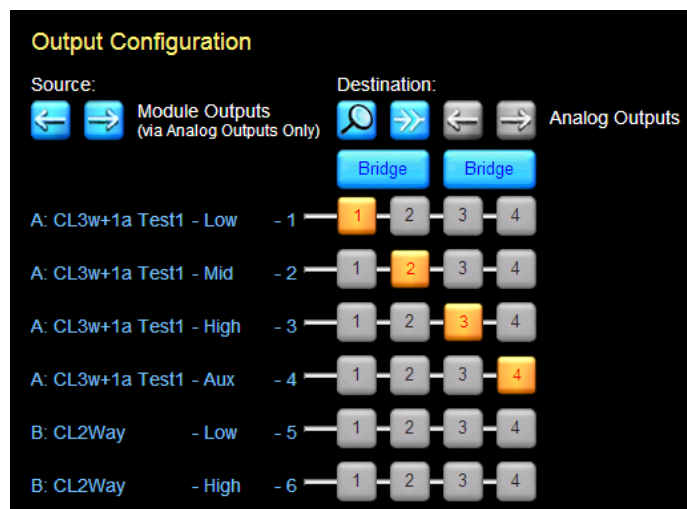 Output Configuration
Source: Destination:
Module Outputs
(via Analog Outputs Only)
Analog Outputs
Bridge Bridge
A: CL3w+1a Test1 - Low - 1 1 2 3 4
A: CL3w+1a Test1 - Mid - 2 1 2 3 4
A: CL3w+1a Test1 - High - 3 1 2 3 4
A: CL3w+1a Test1 - Aux - 4 1 2 3 4
B: CL2Way - Low - 5 1 2 3 4
B: CL2Way - High - 6 1 2 3 4